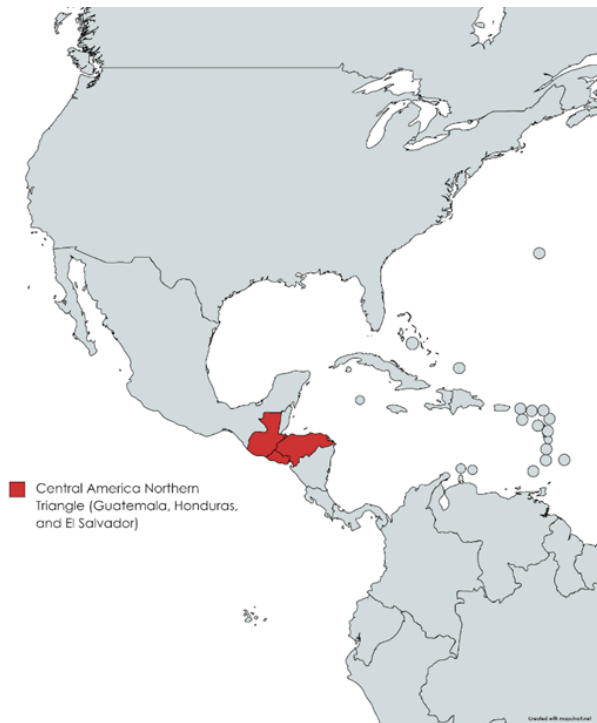 Central America Northern
Triangle (Guatemala, Honduras,
and El Salvador)
Created with mapchart.net